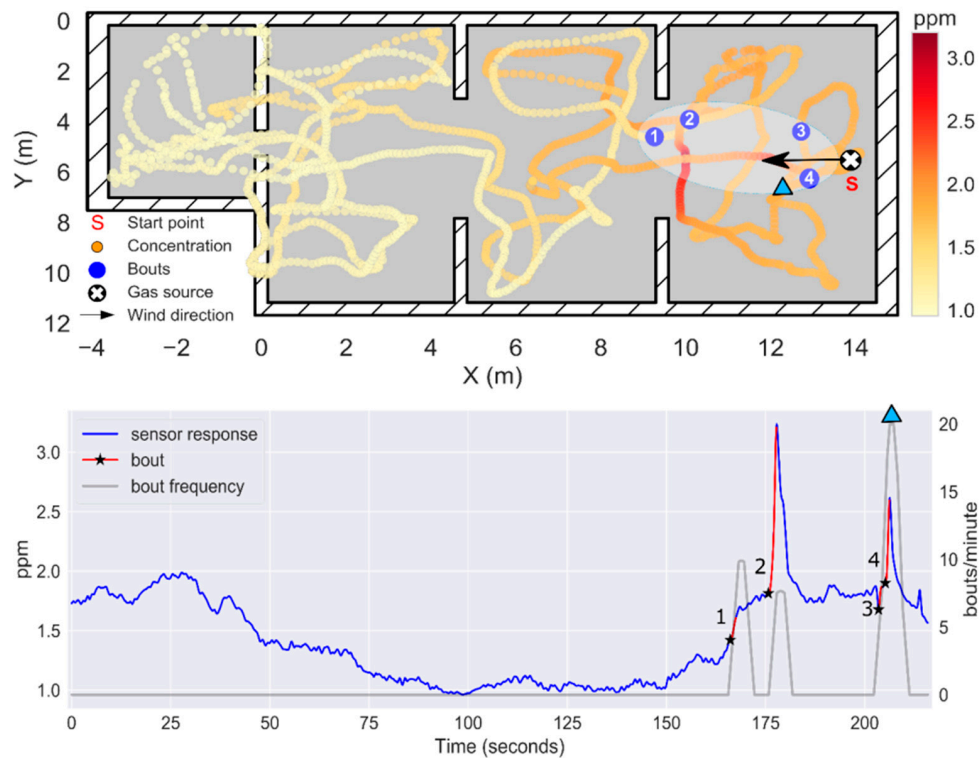 ppm
0
2
4
6
8
10
12
Y (m)
1
2
3
4
S
3.0
2.5
2.0
1.5
1.0
S Start point
Concentration
Bouts
Gas source
Wind direction
−4 −2 0 2 4 6 8 10 12 14
X (m)
sensor response
bout
bout frequency
3.0
2.5
2.0
1.5
1.0
ppm
1
2
3
4
20
15
10
5
0
bouts/minute
0 25 50 75 100 125 150 175 200
Time (seconds)